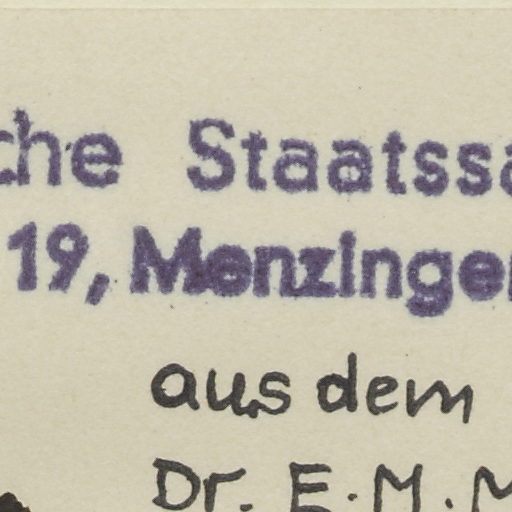 che Staatssa
19, Menzinger
aus dem
Dr. E. M. M